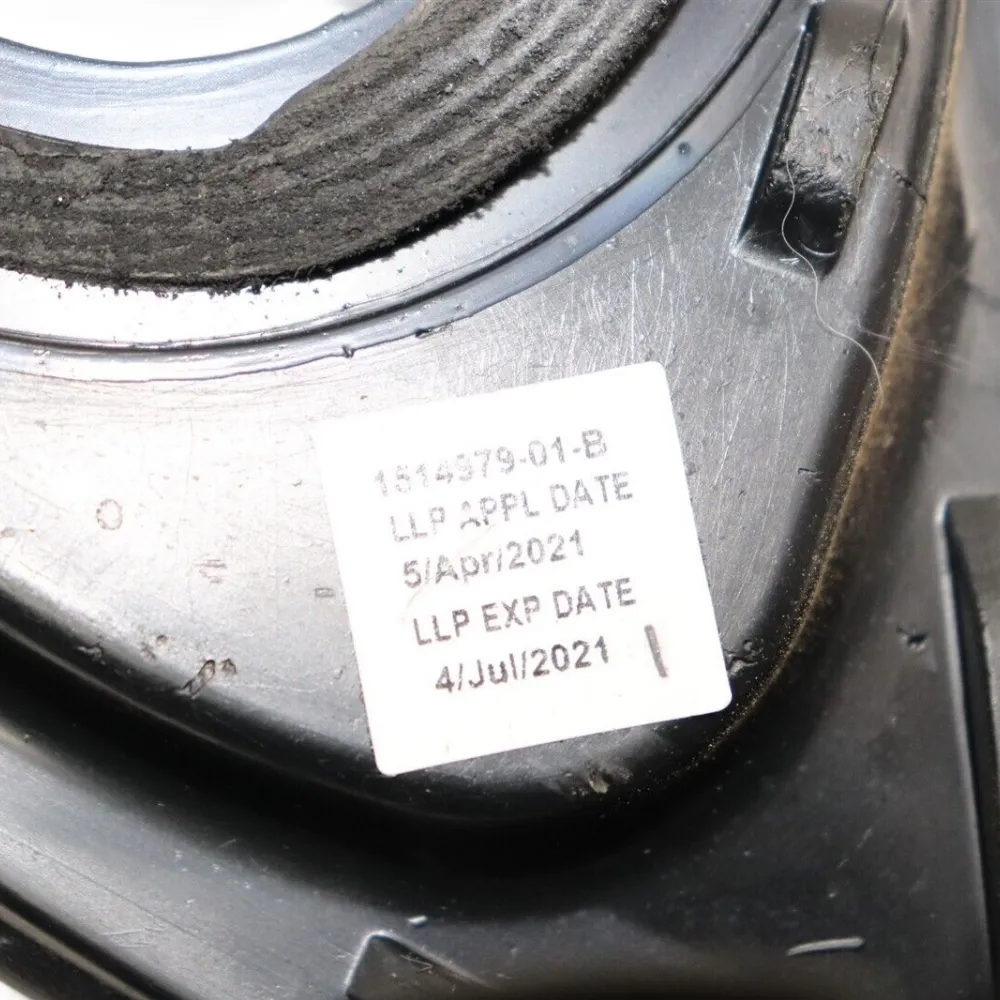 1514979-01-B
LLP APPL DATE
5/Apr/2021
LLP EXP DATE
4/Jul/2021